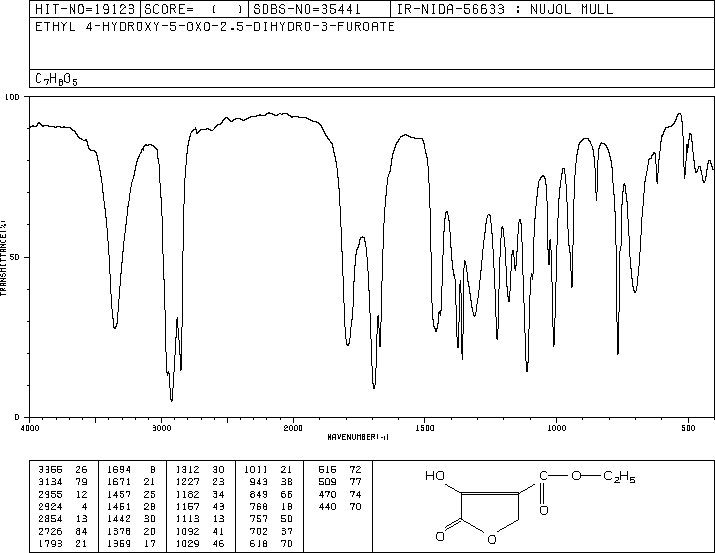 HIT-NO=19123 SCORE= ( ) SDBS-NO=35441 IR-NIDA-56633 : NUJOL MULL
ETHYL 4-HYDROXY-5-OXO-2,5-DIHYDRO-3-FUROATE
C7H8O5
100
50
0
TRANSMITTANCE(%)
4000 3000 2000 1500 1000 500
WAVENUMBER(-1)
3366 26 1694 8 1312 30 1011 21 616 72
3134 79 1671 21 1227 23 943 38 509 77
2955 12 1457 25 1182 34 849 66 470 74
2924 4 1451 28 1167 43 768 18 440 70
2854 13 1442 30 1113 13 757 50
2726 84 1378 20 1092 41 702 37
1793 21 1369 17 1029 46 618 70
HO C O C2H5
O
O O